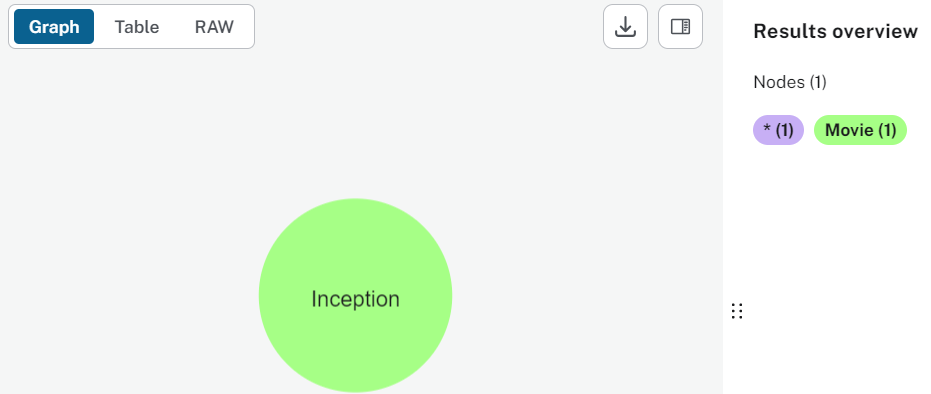 Graph Table RAW
Results overview
Nodes (1)
* (1) Movie (1)
Inception